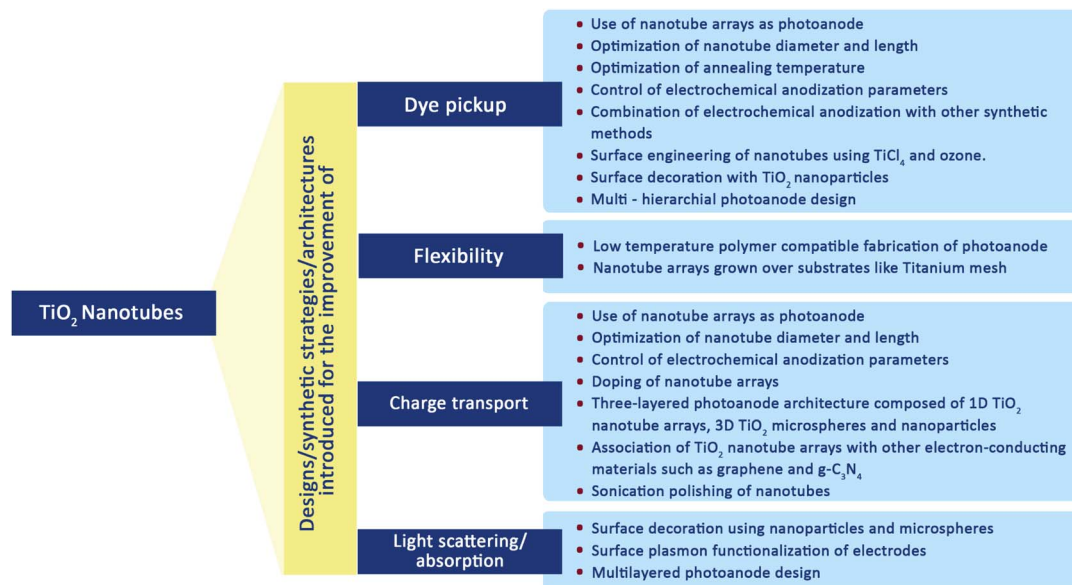 TiO₂ Nanotubes
Designs/synthetic strategies/architectures
introduced for the improvement of
Dye pickup
• Use of nanotube arrays as photoanode
• Optimization of nanotube diameter and length
• Optimization of annealing temperature
• Control of electrochemical anodization parameters
• Combination of electrochemical anodization with other synthetic
methods
• Surface engineering of nanotubes using TiCl₄ and ozone.
• Surface decoration with TiO₂ nanoparticles
• Multi - hierarchial photoanode design
Flexibility
• Low temperature polymer compatible fabrication of photoanode
• Nanotube arrays grown over substrates like Titanium mesh
Charge transport
• Use of nanotube arrays as photoanode
• Optimization of nanotube diameter and length
• Control of electrochemical anodization parameters
• Doping of nanotube arrays
• Three-layered photoanode architecture composed of 1D TiO₂
nanotube arrays, 3D TiO₂ microspheres and nanoparticles
• Association of TiO₂ nanotube arrays with other electron-conducting
materials such as graphene and g-C₃N₄
• Sonication polishing of nanotubes
Light scattering/
absorption
• Surface decoration using nanoparticles and microspheres
• Surface plasmon functionalization of electrodes
• Multilayered photoanode design